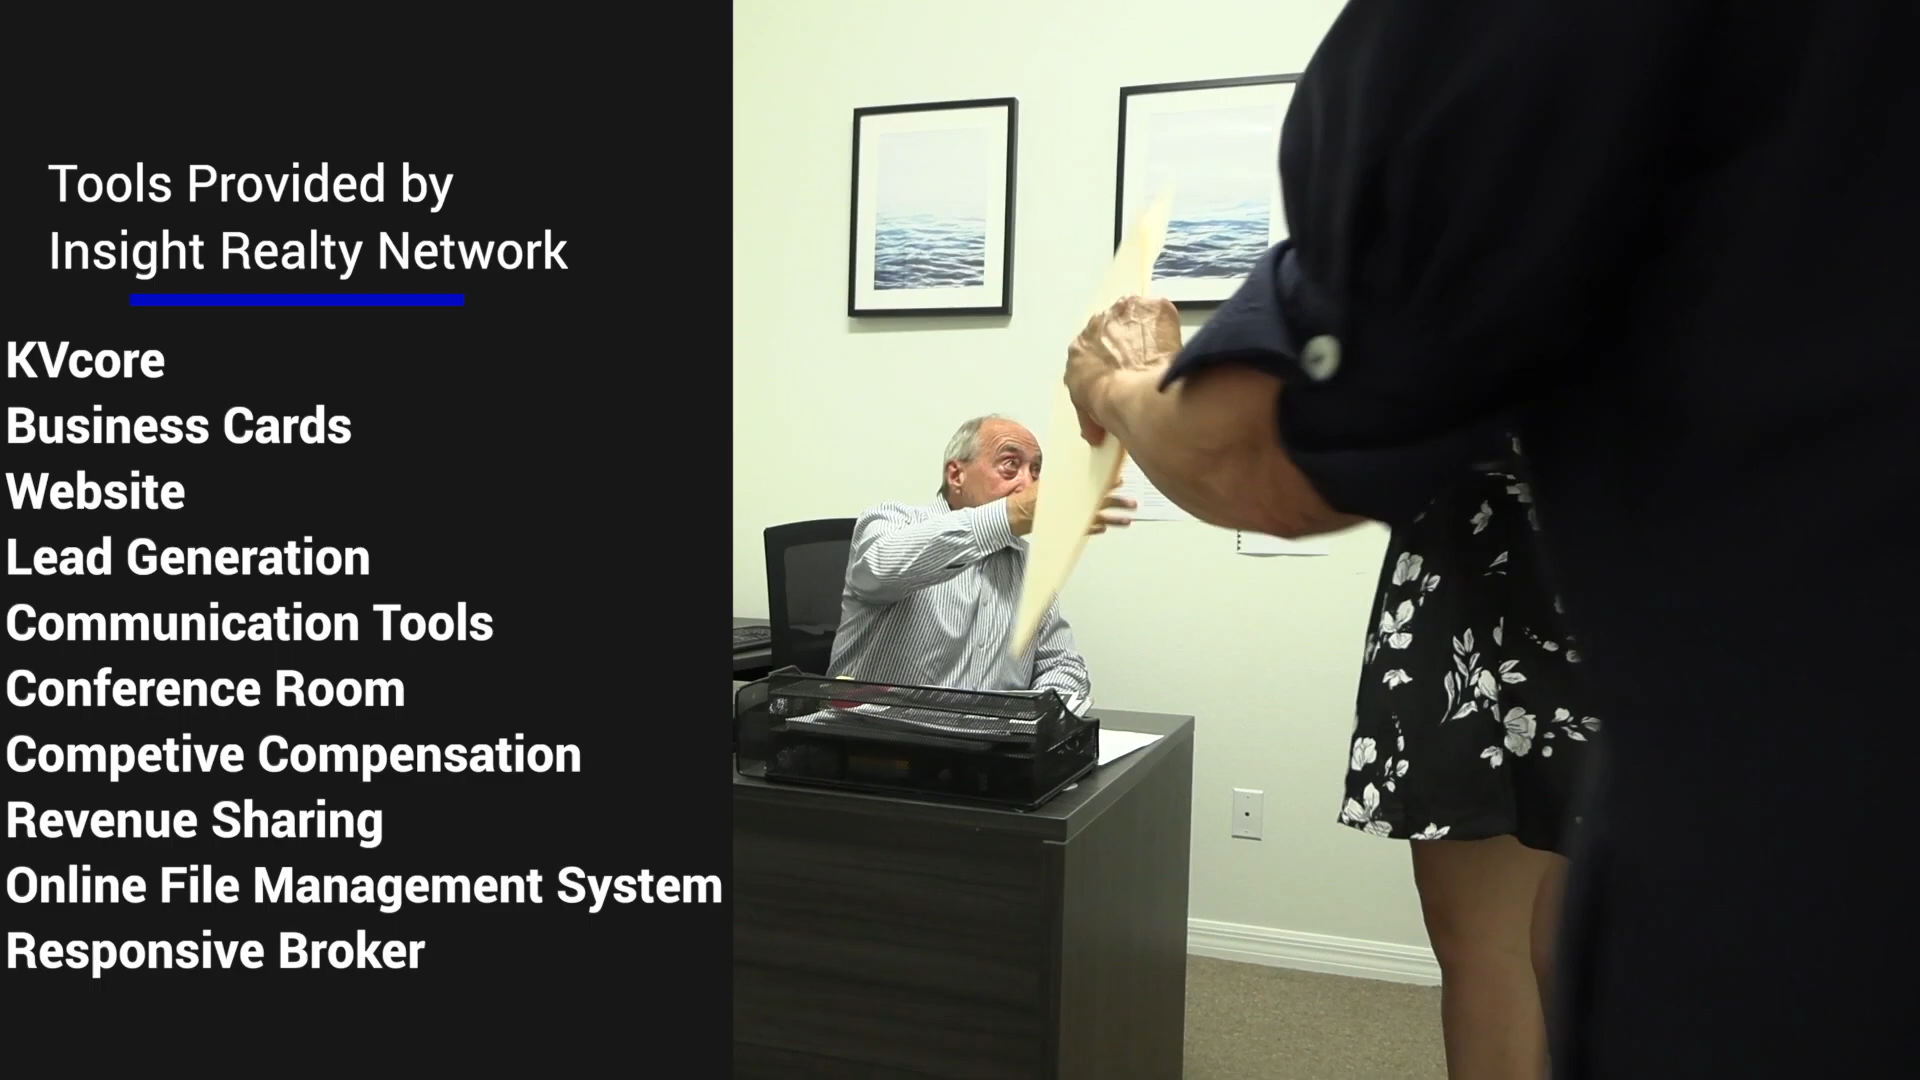 Tools Provided by
Insight Realty Network
KVcore
Business Cards
Website
Lead Generation
Communication Tools
Conference Room
Competive Compensation
Revenue Sharing
Online File Management System
Responsive Broker